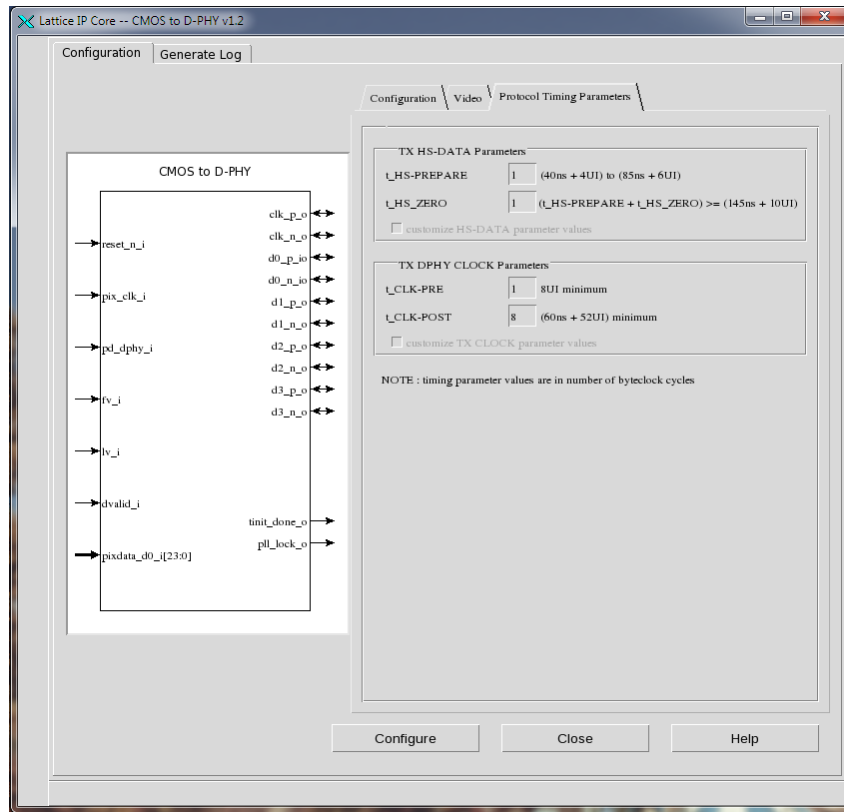 Lattice IP Core -- CMOS to D-PHY v1.2
Configuration Generate Log
Configuration Video Protocol Timing Parameters
CMOS to D-PHY
reset_n_i
pix_clk_i
pd_dphy_i
fv_i
lv_i
dvalid_i
pixdata_d0_i[23:0]
clk_p_o
clk_n_o
d0_p_io
d0_n_io
d1_p_o
d1_n_o
d2_p_o
d2_n_o
d3_p_o
d3_n_o
tinit_done_o
pll_lock_o
TX HS-DATA Parameters
t_HS-PREPARE 1 (40ns + 4UI) to (85ns + 6UI)
t_HS_ZERO 1 (t_HS-PREPARE + t_HS_ZERO) >= (145ns + 10UI)
customize HS-DATA parameter values
TX DPHY CLOCK Parameters
t_CLK-PRE 1 8UI minimum
t_CLK-POST 8 (60ns + 52UI) minimum
customize TX CLOCK parameter values
NOTE : timing parameter values are in number of byteclock cycles
Configure Close Help